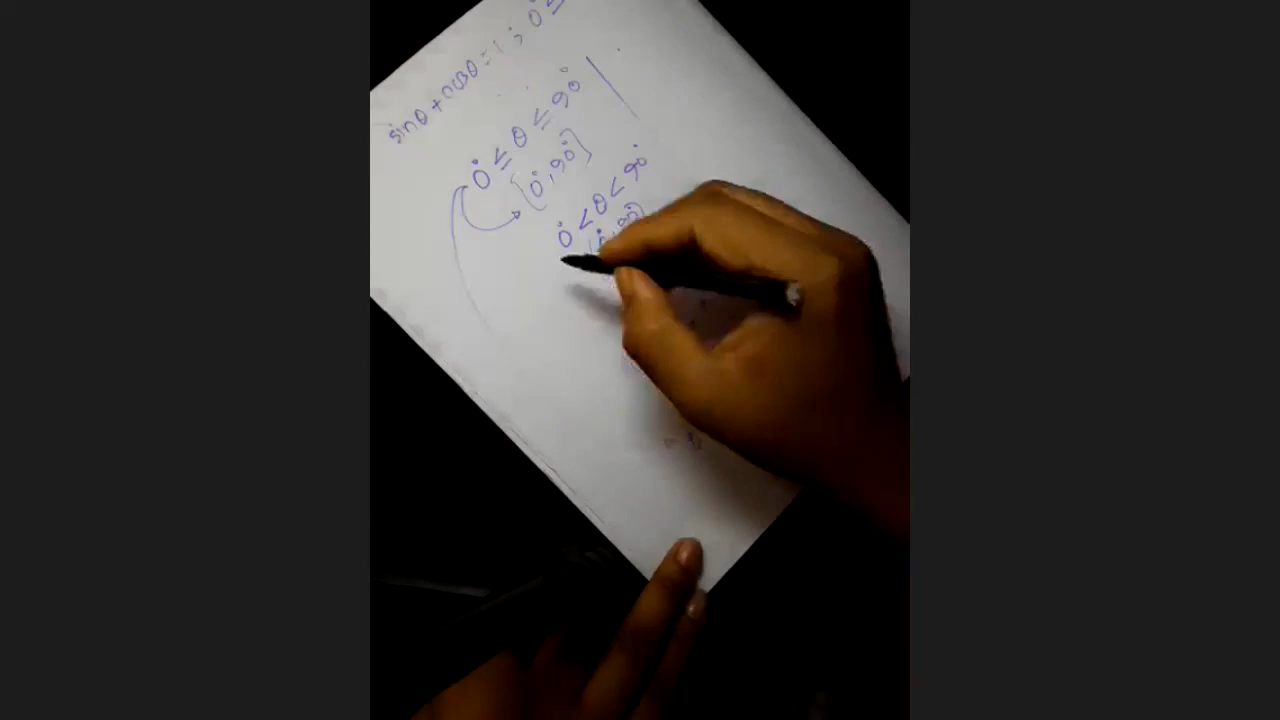 sinθ + cosθ = 1 ; 0° ≤
0° ≤ θ ≤ 90°
[0°, 90°]
0° < θ < 90°